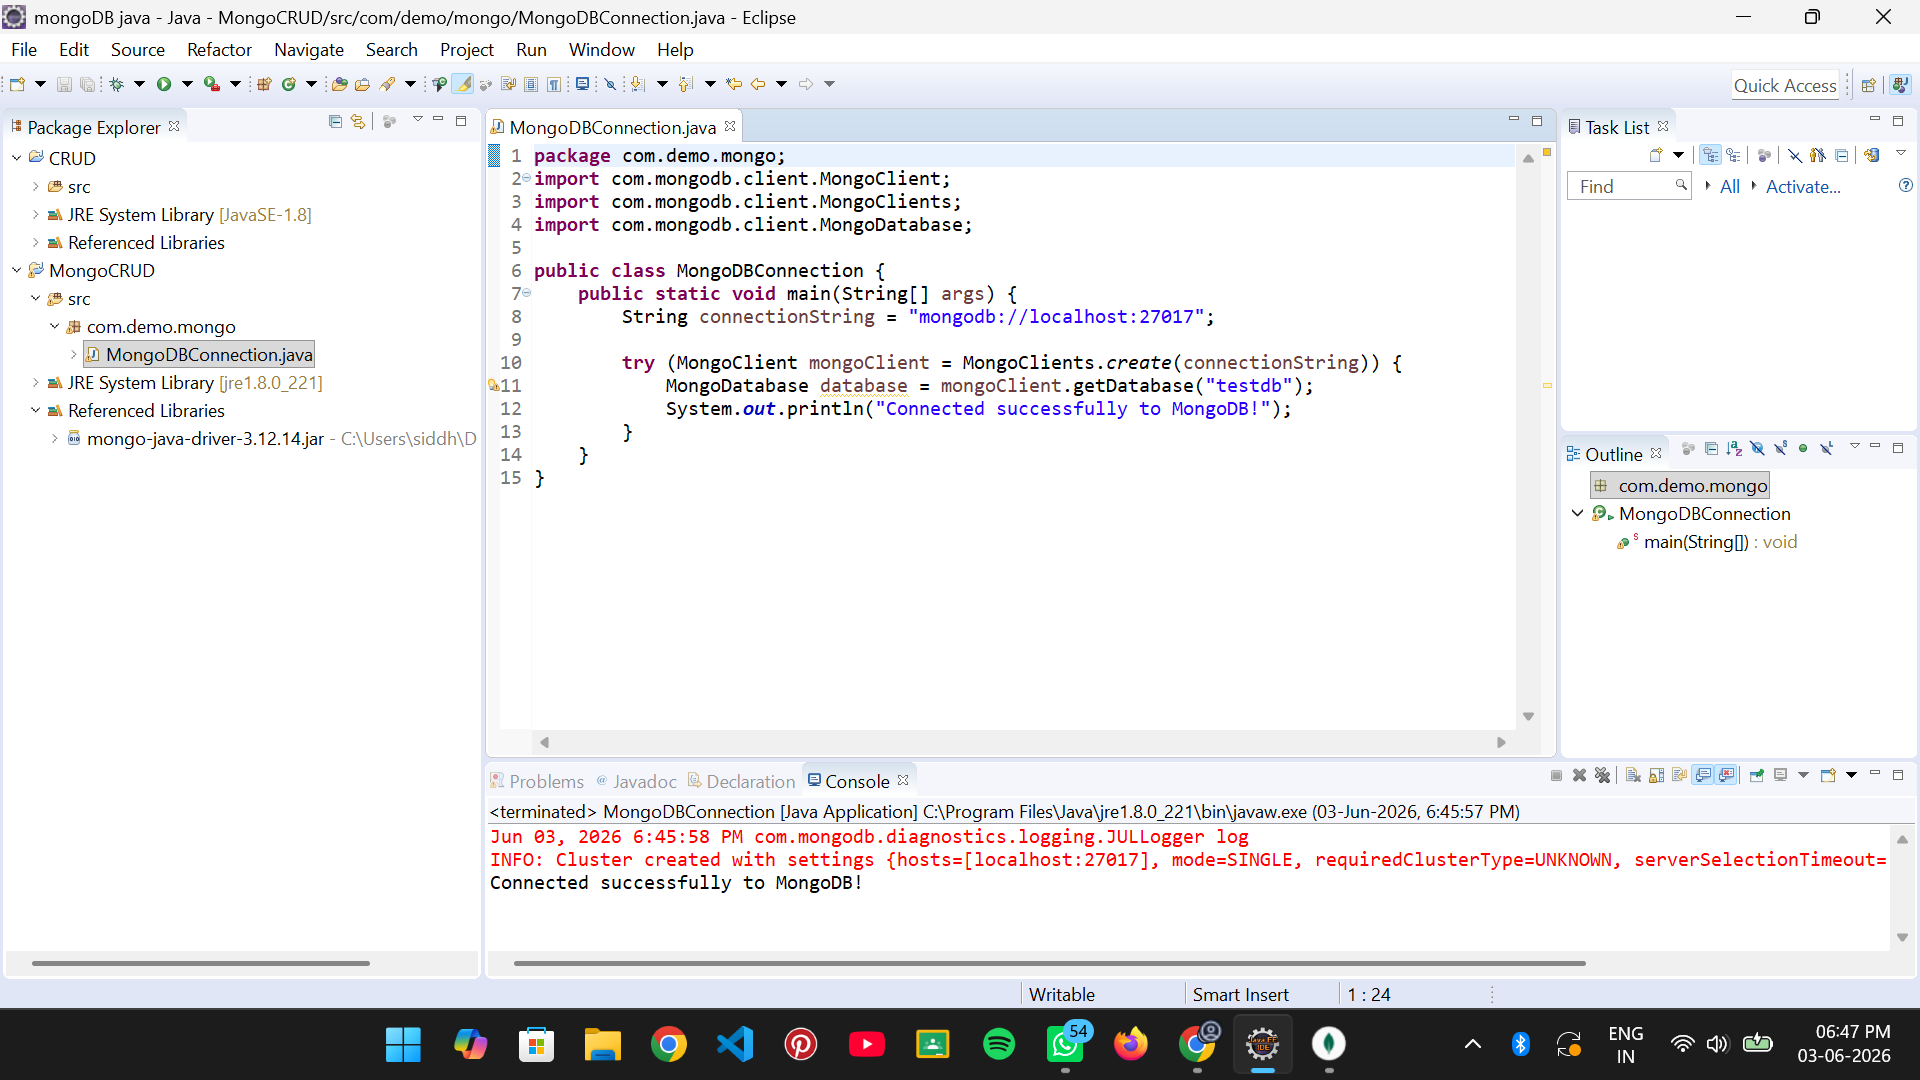 mongoDB java - Java - MongoCRUD/src/com/demo/mongo/MongoDBConnection.java - Eclipse
File Edit Source Refactor Navigate Search Project Run Window Help
Quick Access
Package Explorer
CRUD
src
JRE System Library [JavaSE-1.8]
Referenced Libraries
MongoCRUD
src
com.demo.mongo
MongoDBConnection.java
JRE System Library [jre1.8.0_221]
Referenced Libraries
mongo-java-driver-3.12.14.jar - C:\Users\siddh\D
MongoDBConnection.java
1 package com.demo.mongo;
2 import com.mongodb.client.MongoClient;
3 import com.mongodb.client.MongoClients;
4 import com.mongodb.client.MongoDatabase;
5
6 public class MongoDBConnection {
7     public static void main(String[] args) {
8         String connectionString = "mongodb://localhost:27017";
9
10         try (MongoClient mongoClient = MongoClients.create(connectionString)) {
11             MongoDatabase database = mongoClient.getDatabase("testdb");
12             System.out.println("Connected successfully to MongoDB!");
13         }
14     }
15 }
Task List
Find All Activate...
Outline
com.demo.mongo
MongoDBConnection
main(String[]) : void
Problems Javadoc Declaration Console
<terminated> MongoDBConnection [Java Application] C:\Program Files\Java\jre1.8.0_221\bin\javaw.exe (03-Jun-2026, 6:45:57 PM)
Jun 03, 2026 6:45:58 PM com.mongodb.diagnostics.logging.JULLogger log
INFO: Cluster created with settings {hosts=[localhost:27017], mode=SINGLE, requiredClusterType=UNKNOWN, serverSelectionTimeout=
Connected successfully to MongoDB!
Writable Smart Insert 1 : 24
54
Java EE
IDE
ENG
IN
06:47 PM
03-06-2026